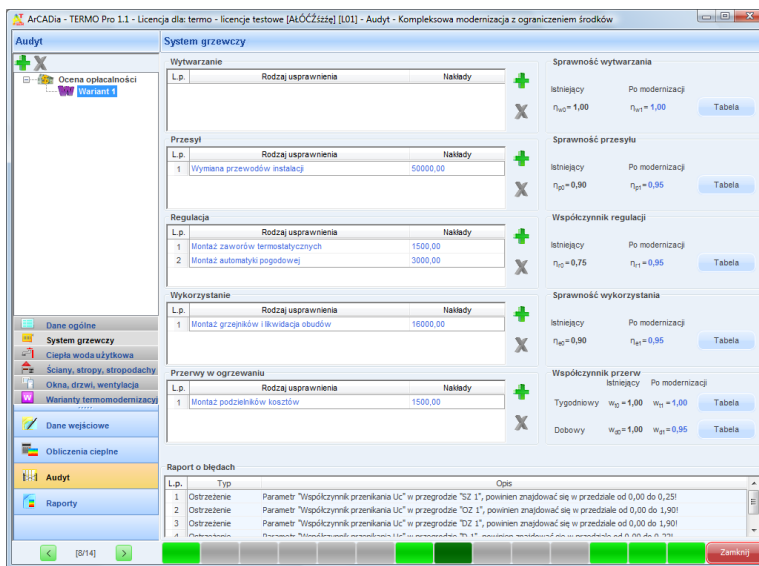 ArCADia - TERMO Pro 1.1 - Licencja dla: termo - licencje testowe [AŁÓĆŹśźźę] [L01] - Audyt - Kompleksowa modernizacja z ograniczeniem środków
Audyt
System grzewczy
Ocena opłacalności
Wariant 1
Wytwarzanie
L.p. Rodzaj usprawnienia Nakłady
Sprawność wytwarzania
Istniejący Po modernizacji
ηw0= 1,00 ηw1= 1,00 Tabela
Przesył
L.p. Rodzaj usprawnienia Nakłady
1 Wymiana przewodów instalacji 50000,00
Sprawność przesyłu
Istniejący Po modernizacji
ηp0= 0,90 ηp1= 0,95 Tabela
Regulacja
L.p. Rodzaj usprawnienia Nakłady
1 Montaż zaworów termostatycznych 1500,00
2 Montaż automatyki pogodowej 3000,00
Współczynnik regulacji
Istniejący Po modernizacji
ηr0= 0,75 ηr1= 0,95 Tabela
Wykorzystanie
L.p. Rodzaj usprawnienia Nakłady
1 Montaż grzejników i likwidacja obudów 16000,00
Sprawność wykorzystania
Istniejący Po modernizacji
ηe0= 0,90 ηe1= 0,95 Tabela
Przerwy w ogrzewaniu
L.p. Rodzaj usprawnienia Nakłady
1 Montaż podzielników kosztów 1500,00
Współczynnik przerw
Istniejący Po modernizacji
Tygodniowy wt0= 1,00 wt1= 1,00 Tabela
Dobowy wd0= 1,00 wd1= 0,95 Tabela
Dane ogólne
System grzewczy
Ciepła woda użytkowa
Ściany, stropy, stropodachy
Okna, drzwi, wentylacja
Warianty termomodernizacyj
Dane wejściowe
Obliczenia cieplne
Audyt
Raporty
Raport o błędach
L.p. Typ Opis
1 Ostrzeżenie Parametr "Współczynnik przenikania Uc" w przegrodzie "SZ 1", powinien znajdować się w przedziale od 0,00 do 0,25!
2 Ostrzeżenie Parametr "Współczynnik przenikania Uc" w przegrodzie "OZ 1", powinien znajdować się w przedziale od 0,00 do 1,90!
3 Ostrzeżenie Parametr "Współczynnik przenikania Uc" w przegrodzie "DZ 1", powinien znajdować się w przedziale od 0,00 do 1,90!
4 Ostrzeżenie Parametr "Współczynnik przenikania Uc" w przegrodzie
[8/14]
Zamknij